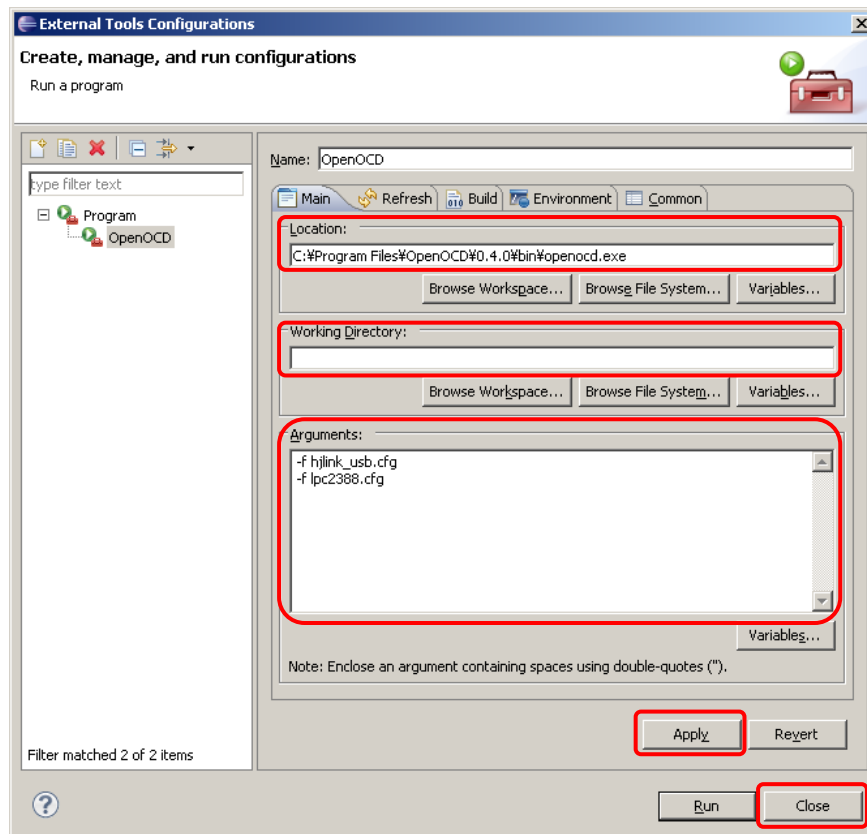 External Tools Configurations
Create, manage, and run configurations
Run a program
type filter text
Program
OpenOCD
Filter matched 2 of 2 items
Name: OpenOCD
Main Refresh Build Environment Common
Location:
C:¥Program Files¥OpenOCD¥0.4.0¥bin¥openocd.exe
Browse Workspace... Browse File System... Variables...
Working Directory:
Browse Workspace... Browse File System... Variables...
Arguments:
-f hjlink_usb.cfg
-f lpc2388.cfg
Variables...
Note: Enclose an argument containing spaces using double-quotes (").
Apply Revert
Run Close